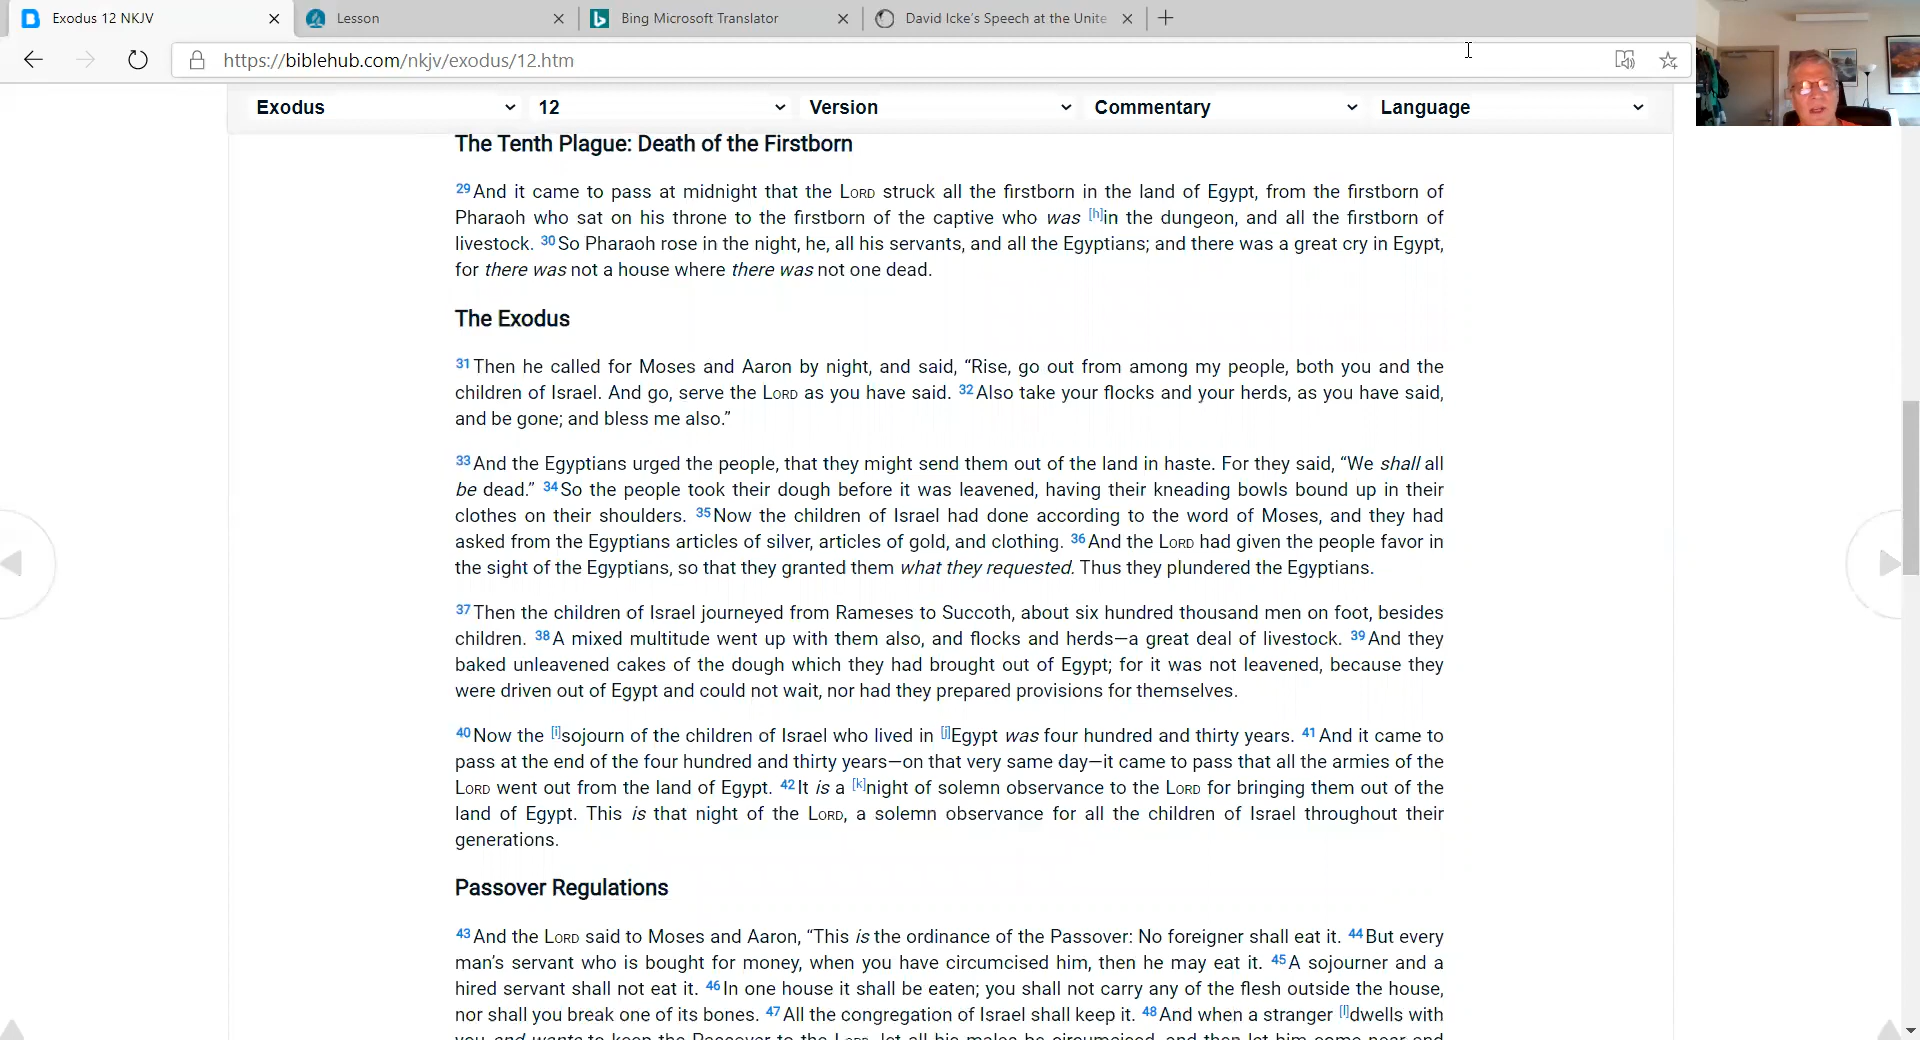 Exodus 12 NKJV
Lesson
Bing Microsoft Translator
David Icke's Speech at the Unite
https://biblehub.com/nkjv/exodus/12.htm
Exodus 12 Version Commentary Language
The Tenth Plague: Death of the Firstborn
29 And it came to pass at midnight that the LORD struck all the firstborn in the land of Egypt, from the firstborn of
Pharaoh who sat on his throne to the firstborn of the captive who was [h]in the dungeon, and all the firstborn of
livestock. 30 So Pharaoh rose in the night, he, all his servants, and all the Egyptians; and there was a great cry in Egypt,
for there was not a house where there was not one dead.
The Exodus
31 Then he called for Moses and Aaron by night, and said, “Rise, go out from among my people, both you and the
children of Israel. And go, serve the LORD as you have said. 32 Also take your flocks and your herds, as you have said,
and be gone; and bless me also.”
33 And the Egyptians urged the people, that they might send them out of the land in haste. For they said, “We shall all
be dead.” 34 So the people took their dough before it was leavened, having their kneading bowls bound up in their
clothes on their shoulders. 35 Now the children of Israel had done according to the word of Moses, and they had
asked from the Egyptians articles of silver, articles of gold, and clothing. 36 And the LORD had given the people favor in
the sight of the Egyptians, so that they granted them what they requested. Thus they plundered the Egyptians.
37 Then the children of Israel journeyed from Rameses to Succoth, about six hundred thousand men on foot, besides
children. 38 A mixed multitude went up with them also, and flocks and herds—a great deal of livestock. 39 And they
baked unleavened cakes of the dough which they had brought out of Egypt; for it was not leavened, because they
were driven out of Egypt and could not wait, nor had they prepared provisions for themselves.
40 Now the [i]sojourn of the children of Israel who lived in [j]Egypt was four hundred and thirty years. 41 And it came to
pass at the end of the four hundred and thirty years—on that very same day—it came to pass that all the armies of the
LORD went out from the land of Egypt. 42 It is a [k]night of solemn observance to the LORD for bringing them out of the
land of Egypt. This is that night of the LORD, a solemn observance for all the children of Israel throughout their
generations.
Passover Regulations
43 And the LORD said to Moses and Aaron, “This is the ordinance of the Passover: No foreigner shall eat it. 44 But every
man’s servant who is bought for money, when you have circumcised him, then he may eat it. 45 A sojourner and a
hired servant shall not eat it. 46 In one house it shall be eaten; you shall not carry any of the flesh outside the house,
nor shall you break one of its bones. 47 All the congregation of Israel shall keep it. 48 And when a stranger [l]dwells with
you and wants to keep the Passover to the LORD, let all his males be circumcised, and then let him come near and